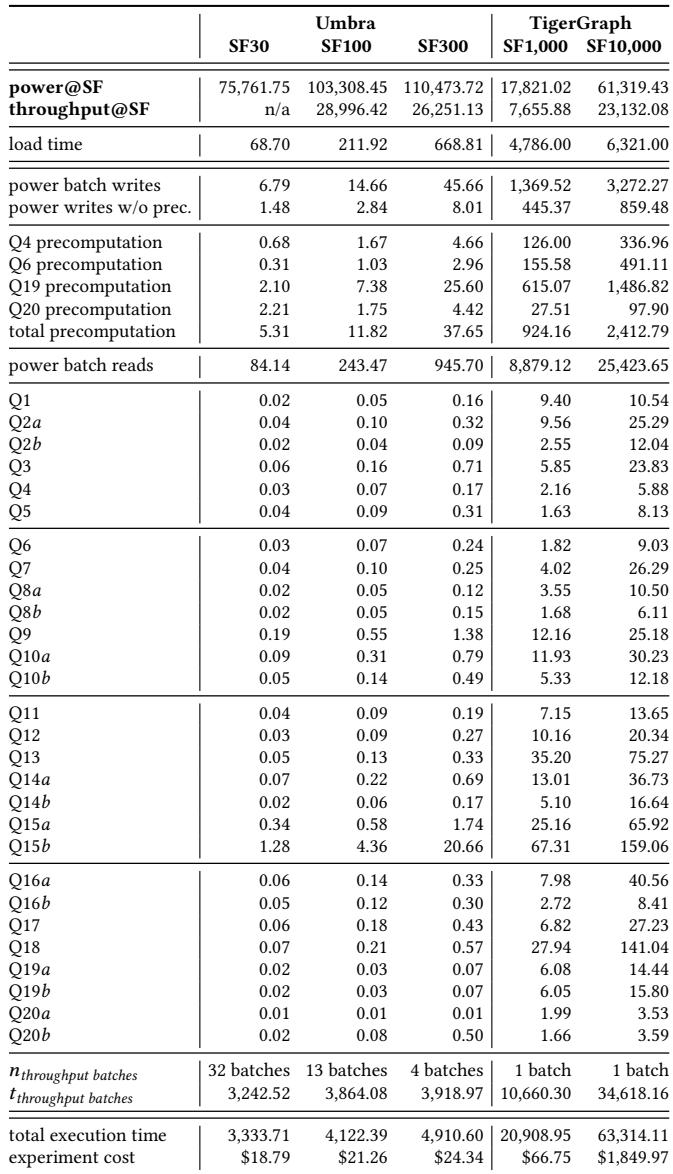 Umbra TigerGraph
SF30 SF100 SF300 SF1,000 SF10,000
power@SF 75,761.75 103,308.45 110,473.72 17,821.02 61,319.43
throughput@SF n/a 28,996.42 26,251.13 7,655.88 23,132.08
load time 68.70 211.92 668.81 4,786.00 6,321.00
power batch writes 6.79 14.66 45.66 1,369.52 3,272.27
power writes w/o prec. 1.48 2.84 8.01 445.37 859.48
Q4 precomputation 0.68 1.67 4.66 126.00 336.96
Q6 precomputation 0.31 1.03 2.96 155.58 491.11
Q19 precomputation 2.10 7.38 25.60 615.07 1,486.82
Q20 precomputation 2.21 1.75 4.42 27.51 97.90
total precomputation 5.31 11.82 37.65 924.16 2,412.79
power batch reads 84.14 243.47 945.70 8,879.12 25,423.65
Q1 0.02 0.05 0.16 9.40 10.54
Q2a 0.04 0.10 0.32 9.56 25.29
Q2b 0.02 0.04 0.09 2.55 12.04
Q3 0.06 0.16 0.71 5.85 23.83
Q4 0.03 0.07 0.17 2.16 5.88
Q5 0.04 0.09 0.31 1.63 8.13
Q6 0.03 0.07 0.24 1.82 9.03
Q7 0.04 0.10 0.25 4.02 26.29
Q8a 0.02 0.05 0.12 3.55 10.50
Q8b 0.02 0.05 0.15 1.68 6.11
Q9 0.19 0.55 1.38 12.16 25.18
Q10a 0.09 0.31 0.79 11.93 30.23
Q10b 0.05 0.14 0.49 5.33 12.18
Q11 0.04 0.09 0.19 7.15 13.65
Q12 0.03 0.09 0.27 10.16 20.34
Q13 0.05 0.13 0.33 35.20 75.27
Q14a 0.07 0.22 0.69 13.01 36.73
Q14b 0.02 0.06 0.17 5.10 16.64
Q15a 0.34 0.58 1.74 25.16 65.92
Q15b 1.28 4.36 20.66 67.31 159.06
Q16a 0.06 0.14 0.33 7.98 40.56
Q16b 0.05 0.12 0.30 2.72 8.41
Q17 0.06 0.18 0.43 6.82 27.23
Q18 0.07 0.21 0.57 27.94 141.04
Q19a 0.02 0.03 0.07 6.08 14.44
Q19b 0.02 0.03 0.07 6.05 15.80
Q20a 0.01 0.01 0.01 1.99 3.53
Q20b 0.02 0.08 0.50 1.66 3.59
n throughput batches 32 batches 13 batches 4 batches 1 batch 1 batch
t throughput batches 3,242.52 3,864.08 3,918.97 10,660.30 34,618.16
total execution time 3,333.71 4,122.39 4,910.60 20,908.95 63,314.11
experiment cost $18.79 $21.26 $24.34 $66.75 $1,849.97